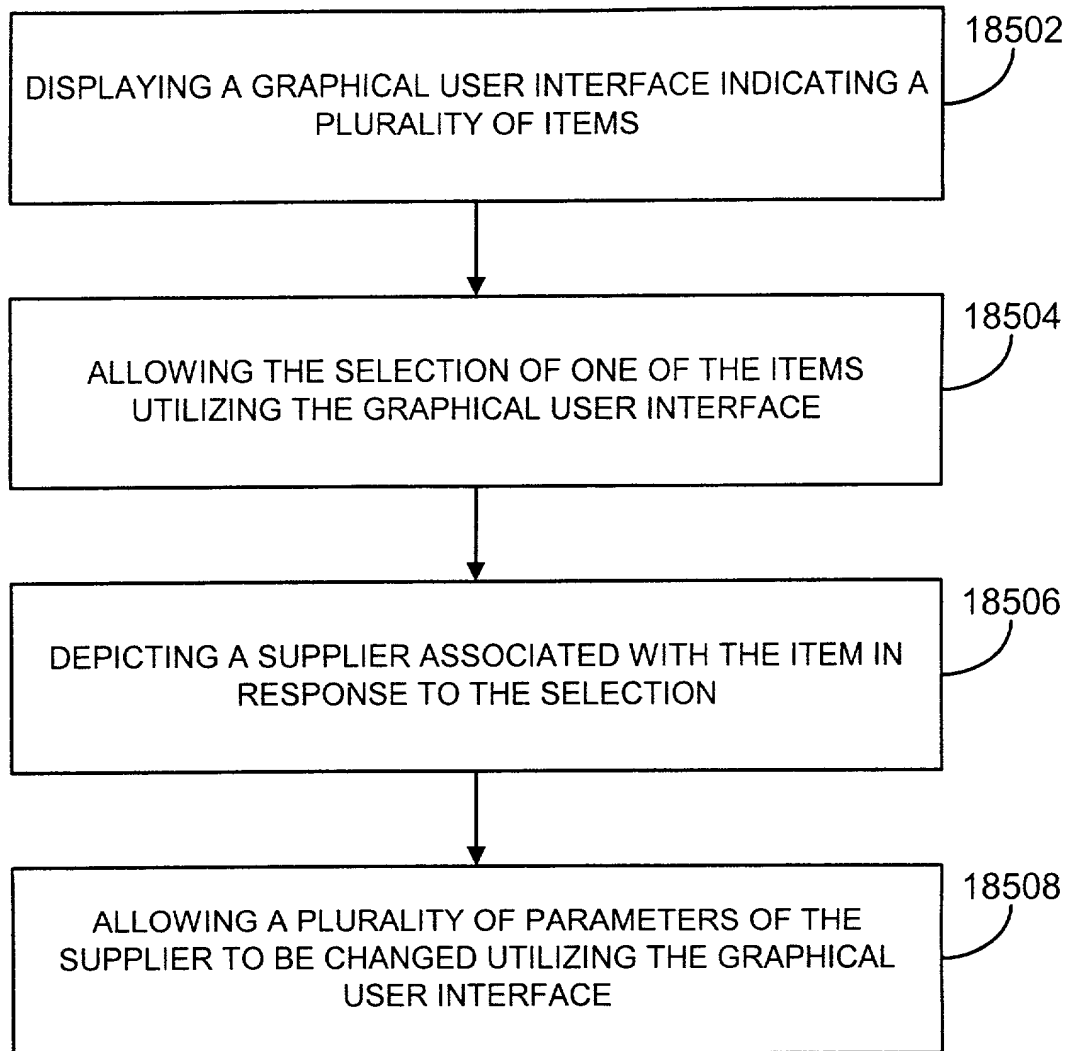 18502
DISPLAYING A GRAPHICAL USER INTERFACE INDICATING A
PLURALITY OF ITEMS
18504
ALLOWING THE SELECTION OF ONE OF THE ITEMS
UTILIZING THE GRAPHICAL USER INTERFACE
18506
DEPICTING A SUPPLIER ASSOCIATED WITH THE ITEM IN
RESPONSE TO THE SELECTION
18508
ALLOWING A PLURALITY OF PARAMETERS OF THE
SUPPLIER TO BE CHANGED UTILIZING THE GRAPHICAL
USER INTERFACE